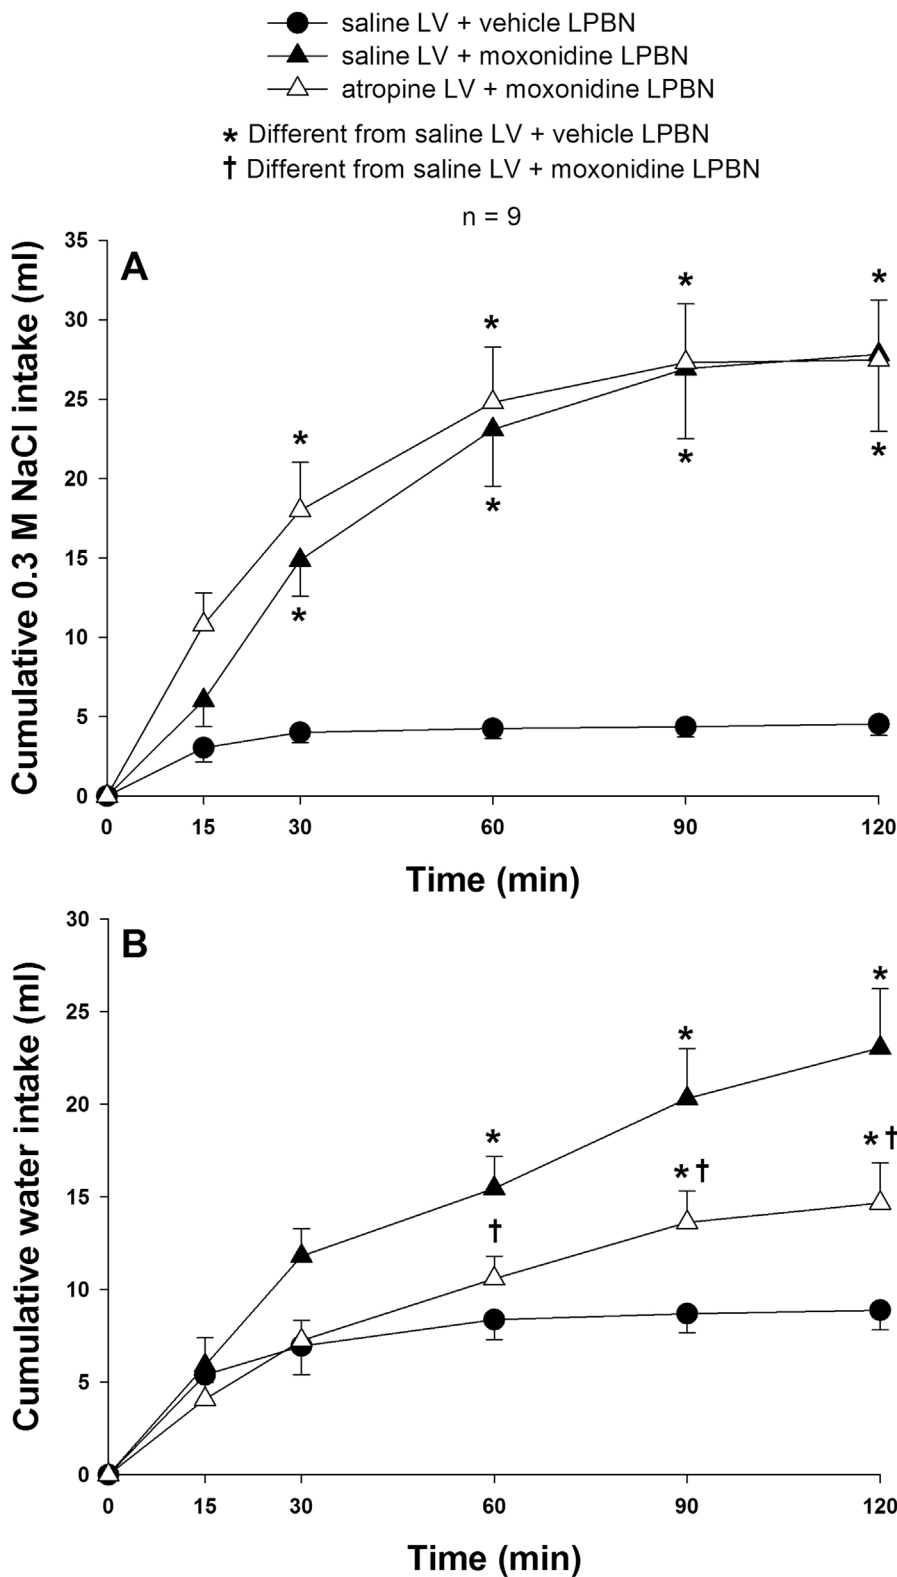 saline LV + vehicle LPBN
saline LV + moxonidine LPBN
atropine LV + moxonidine LPBN
* Different from saline LV + vehicle LPBN
† Different from saline LV + moxonidine LPBN
n = 9
A
Cumulative 0.3 M NaCl intake (ml)
35
30
25
20
15
10
5
0
* * * *
* * * *
0 15 30 60 90 120
Time (min)
B
Cumulative water intake (ml)
30
25
20
15
10
5
0
* * *
† *† *†
0 15 30 60 90 120
Time (min)